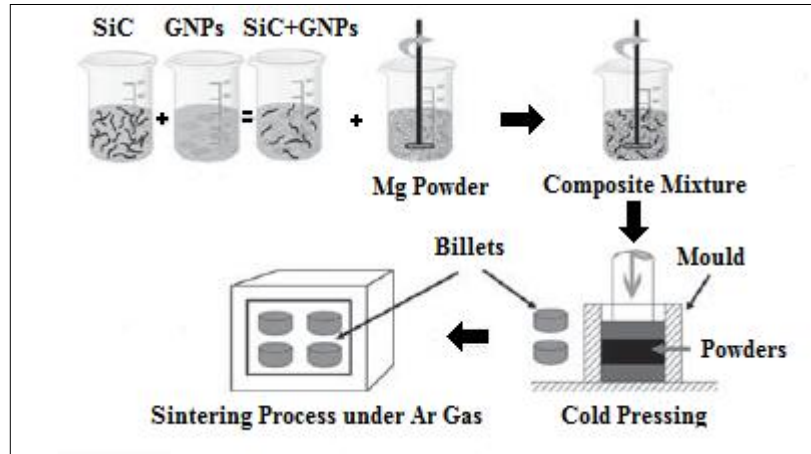 SiC GNPs SiC+GNPs
+ = +
Mg Powder
Composite Mixture
Billets
Mould
Powders
Sintering Process under Ar Gas
Cold Pressing